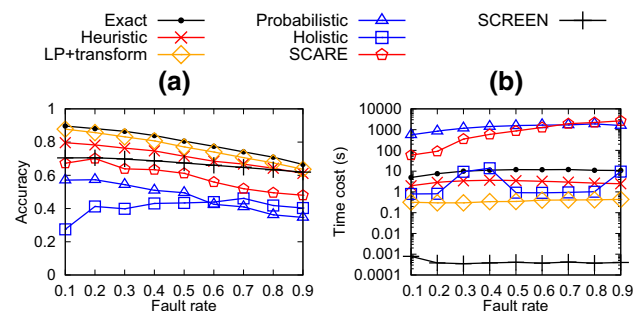 Exact
Heuristic
LP+transform
Probabilistic
Holistic
SCARE
SCREEN
(a)
Accuracy
1
0.8
0.6
0.4
0.2
0
0.1 0.2 0.3 0.4 0.5 0.6 0.7 0.8 0.9
Fault rate
(b)
Time cost (s)
10000
1000
100
10
1
0.1
0.01
0.001
0.0001
0.1 0.2 0.3 0.4 0.5 0.6 0.7 0.8 0.9
Fault rate